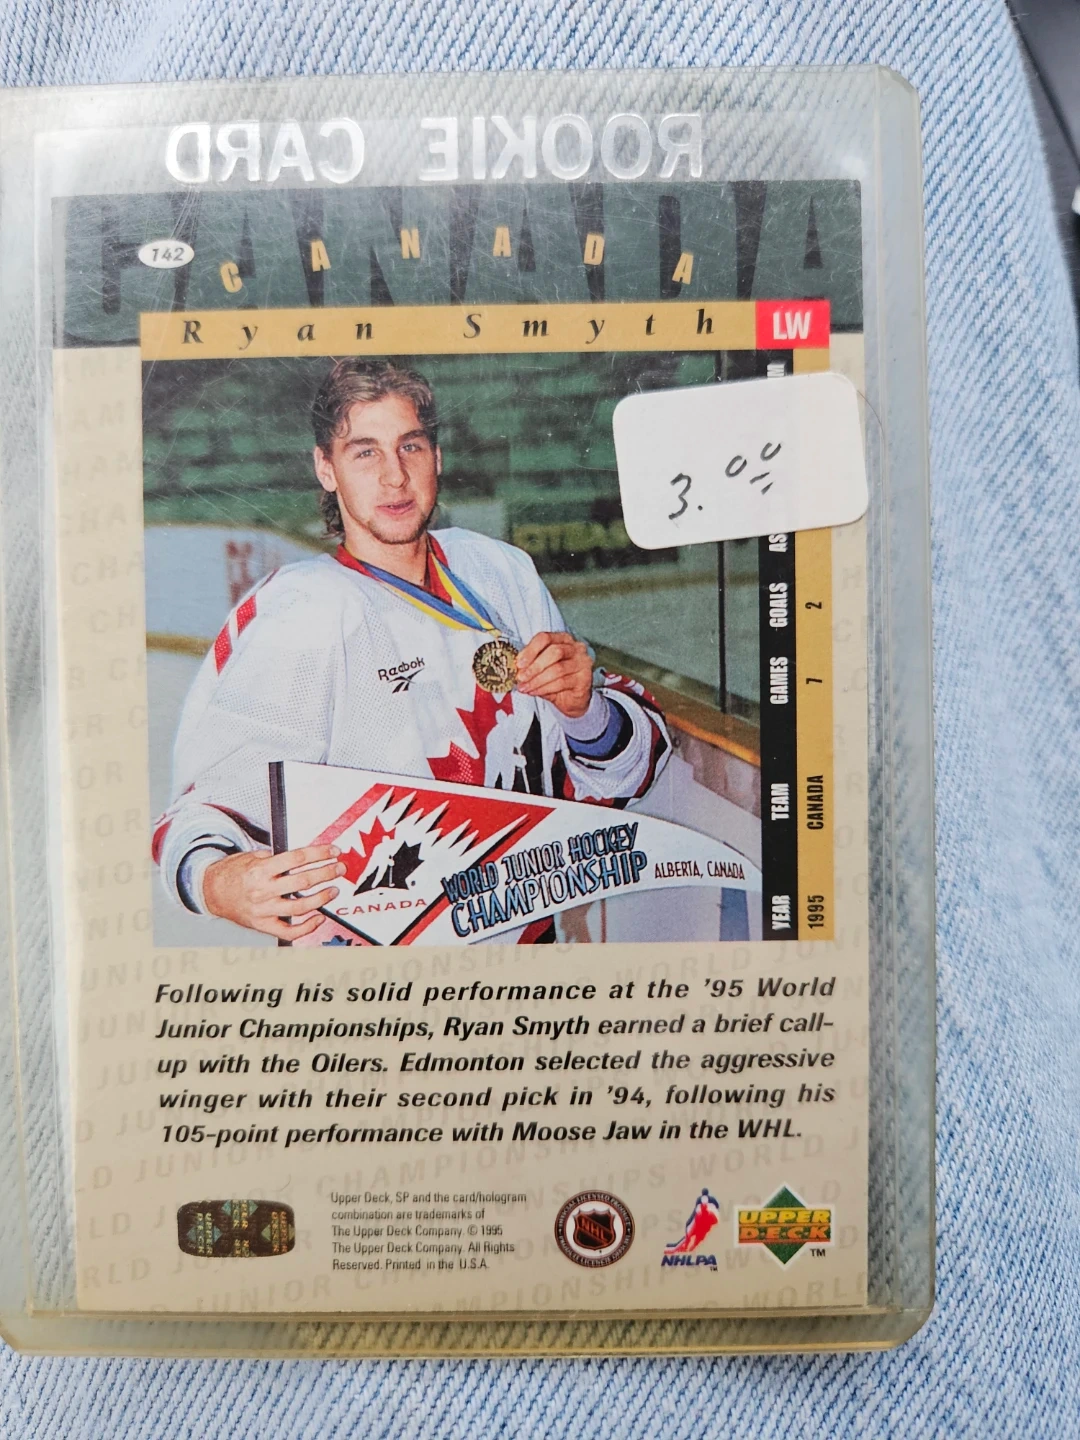 ROOKIE CARD
CANADA
142
CANADA
Ryan Smyth
LW
3.00
YEAR TEAM GAMES GOALS
1995 CANADA 7 2
Reebok
CANADA
WORLD JUNIOR HOCKEY
CHAMPIONSHIP
ALBERTA, CANADA
Following his solid performance at the '95 World
Junior Championships, Ryan Smyth earned a brief call-
up with the Oilers. Edmonton selected the aggressive
winger with their second pick in '94, following his
105-point performance with Moose Jaw in the WHL.
Upper Deck, SP and the card/hologram
combination are trademarks of
The Upper Deck Company. © 1995
The Upper Deck Company. All Rights
Reserved. Printed in the U.S.A.
NHL
NHLPA
UPPER
DECK
TM